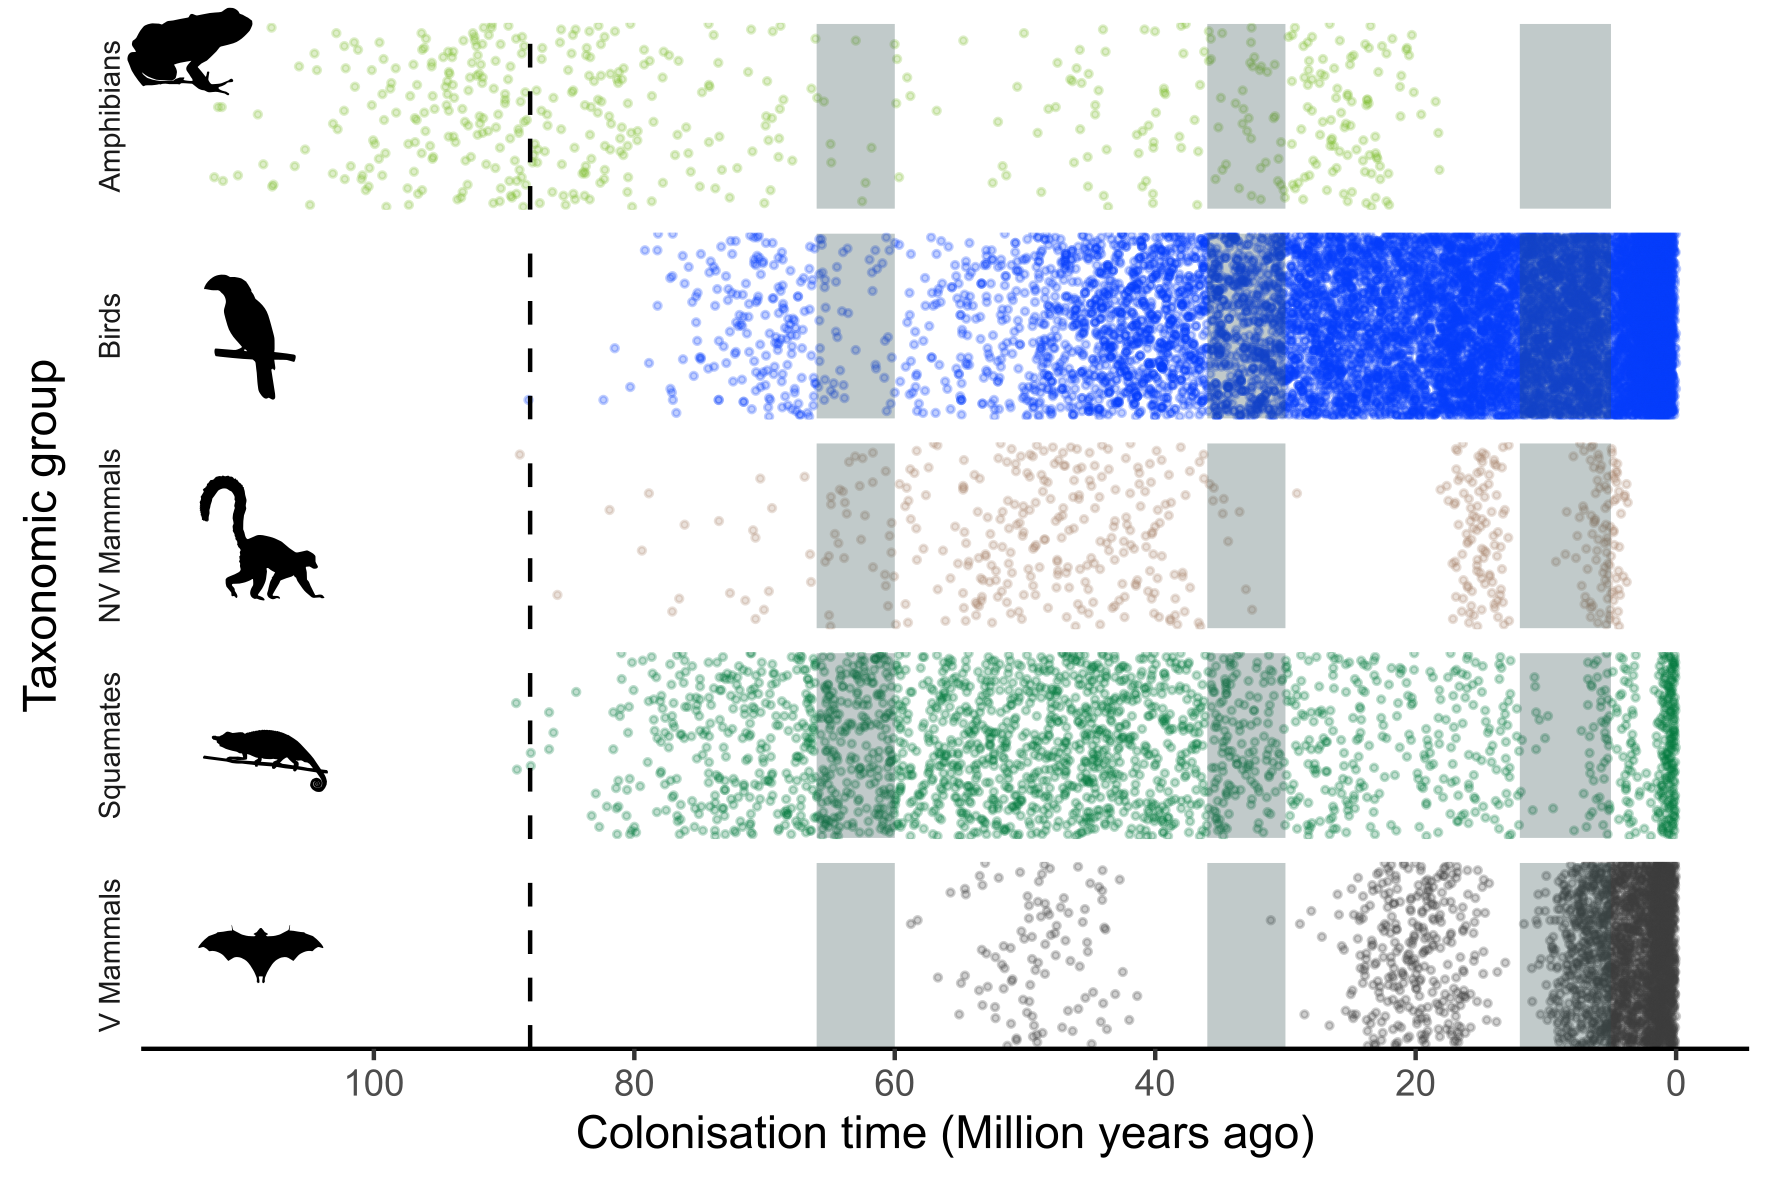 Taxonomic group
Amphibians
Birds
NV Mammals
Squamates
V Mammals
100 80 60 40 20 0
Colonisation time (Million years ago)